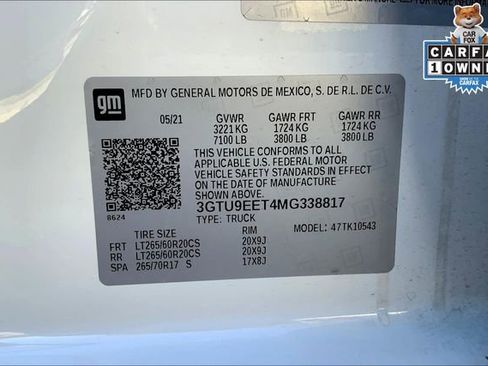 MFD BY GENERAL MOTORS DE MEXICO, S. DE R.L. DE C.V.
gm
05/21 GVWR GAWR FRT GAWR RR
3221 KG 1724 KG 1724 KG
7100 LB 3800 LB 3800 LB
THIS VEHICLE CONFORMS TO ALL
APPLICABLE U.S. FEDERAL MOTOR
VEHICLE SAFETY STANDARDS IN EFFECT
ON THE DATE OF MANUFACTURE
SHOWN ABOVE.
3GTU9EET4MG338817
8624 TYPE: TRUCK
TIRE SIZE RIM 47TK10543
FRT LT265/60R20CS 20X9J
RR LT265/60R20CS 20X9J
SPA 265/70R17 S 17X8J
CAR
FOX
CARFAX
1 OWNER